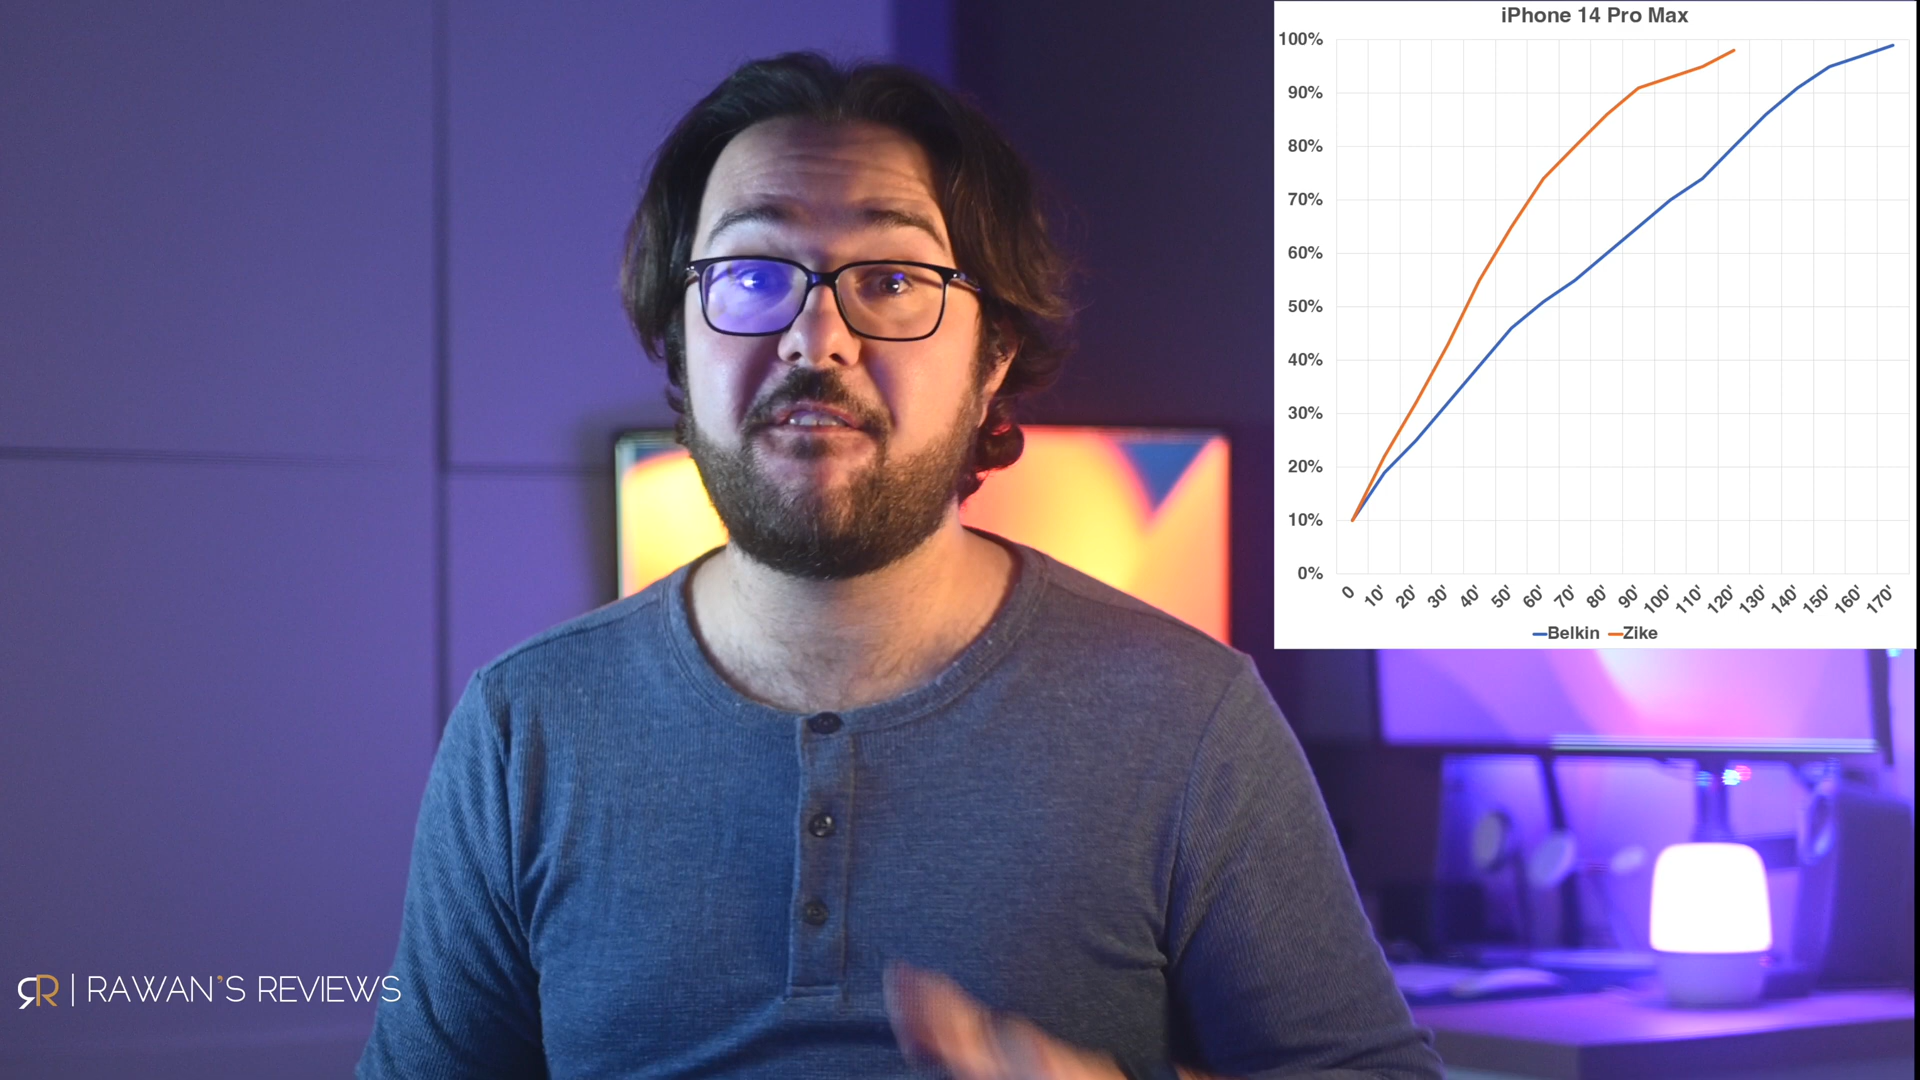 iPhone 14 Pro Max
100%
90%
80%
70%
60%
50%
40%
30%
20%
10%
0%
0 10' 20' 30' 40' 50' 60' 70' 80' 90' 100' 110' 120' 130' 140' 150' 160' 170'
Belkin Zike
RR | RAWAN'S REVIEWS